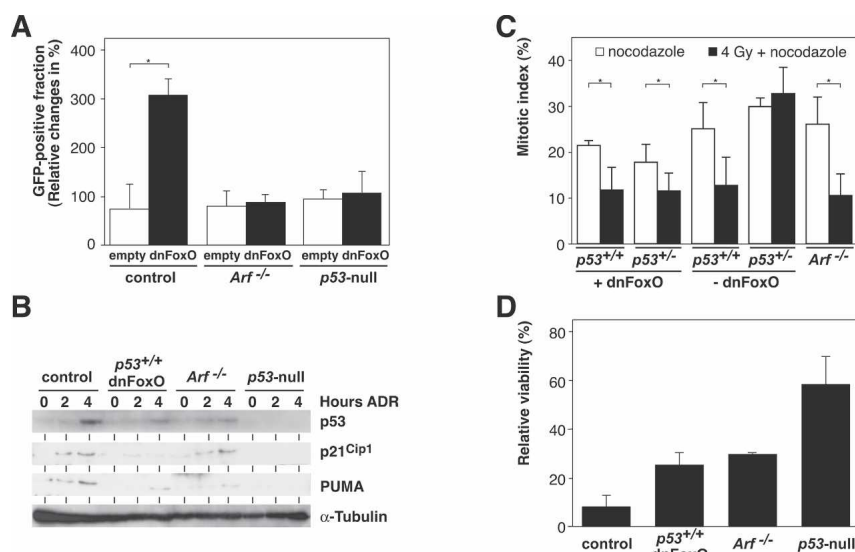 A
GFP-positive fraction
(Relative changes in %)
400
300
200
100
0
*
empty dnFoxO empty dnFoxO empty dnFoxO
control Arf -/- p53-null
B
control p53+/+ dnFoxO Arf -/- p53-null
0 2 4 0 2 4 0 2 4 0 2 4 Hours ADR
p53
p21Cip1
PUMA
α-Tubulin
C
Mitotic index (%)
nocodazole 4 Gy + nocodazole
40
30
20
10
0
* * * *
p53+/+ p53+/- p53+/+ p53+/- Arf -/-
+ dnFoxO - dnFoxO
D
Relative viability (%)
80
60
40
20
0
control p53+/+ dnFoxO Arf -/- p53-null